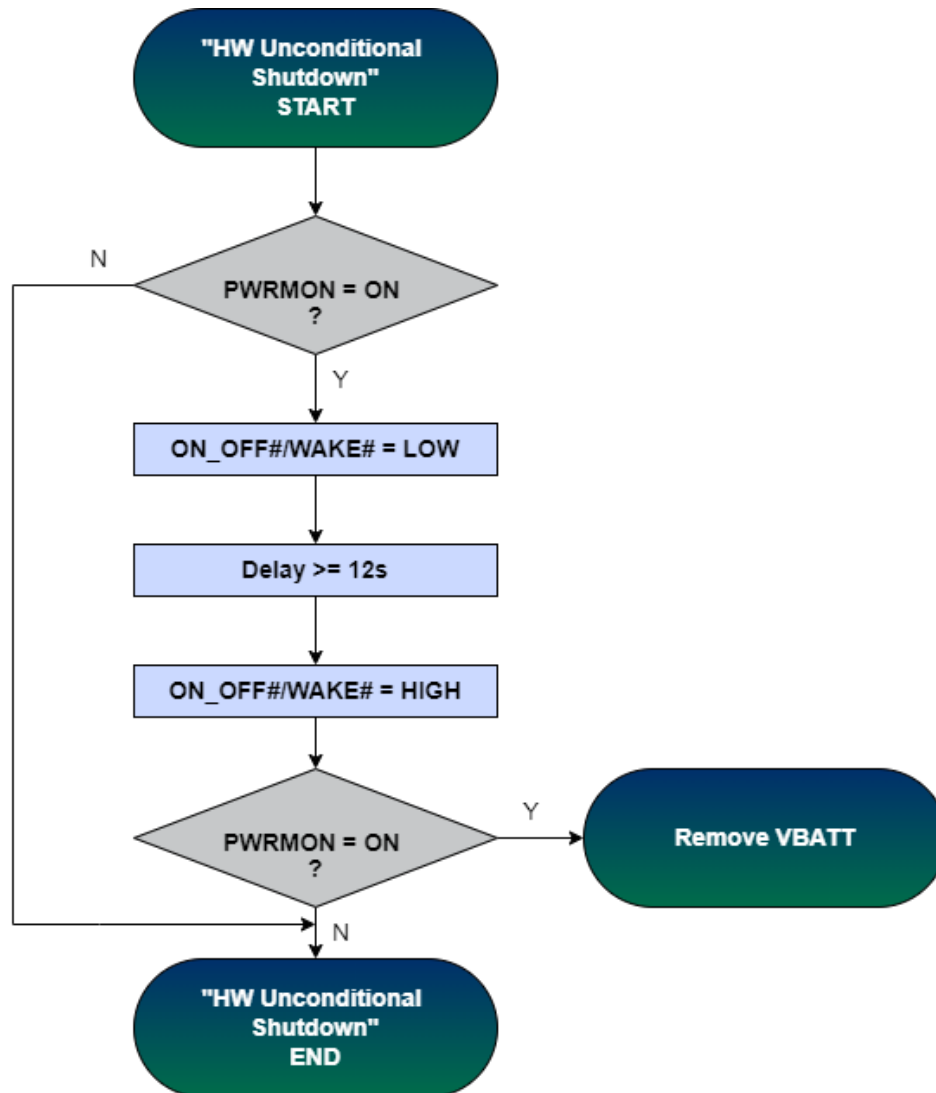 "HW Unconditional
Shutdown"
START
N
PWRMON = ON
?
Y
ON_OFF#/WAKE# = LOW
Delay >= 12s
ON_OFF#/WAKE# = HIGH
PWRMON = ON
?
Y
Remove VBATT
N
"HW Unconditional
Shutdown"
END